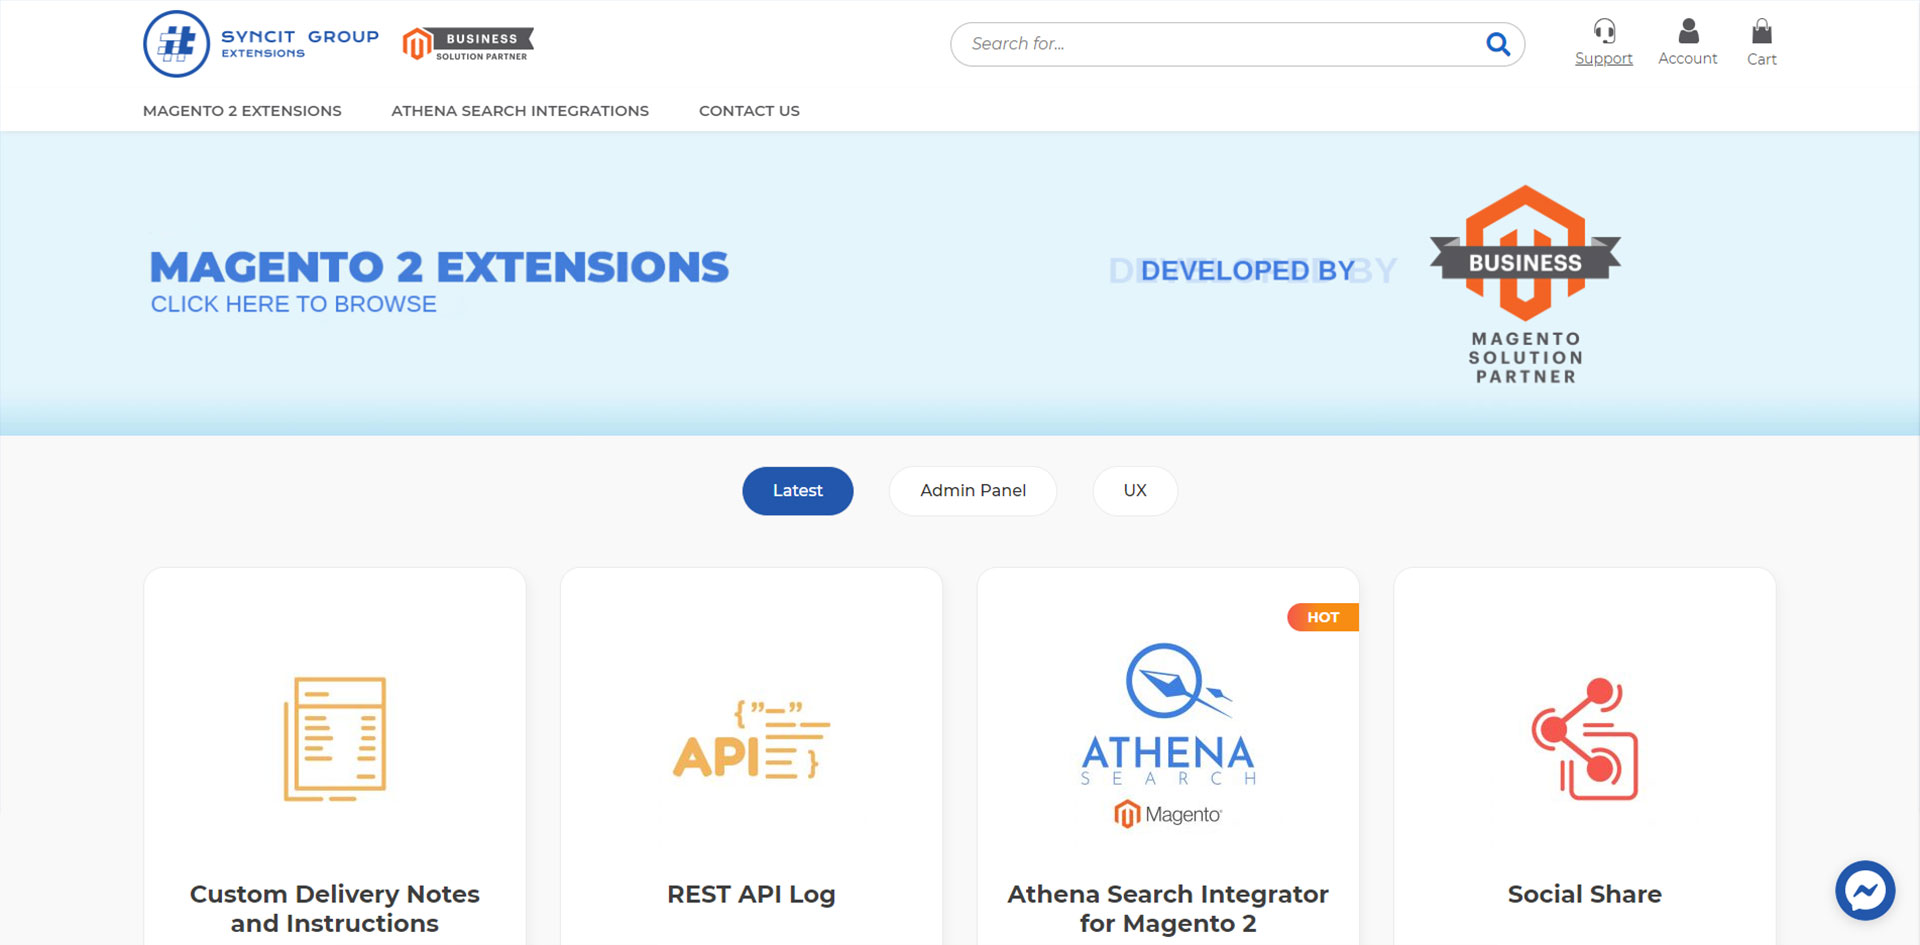 SYNCIT GROUP
EXTENSIONS
BUSINESS
SOLUTION PARTNER
Search for...
Support
Account
Cart
MAGENTO 2 EXTENSIONS
ATHENA SEARCH INTEGRATIONS
CONTACT US
MAGENTO 2 EXTENSIONS
CLICK HERE TO BROWSE
DEVELOPED BY
DEVELOPED BY
BUSINESS
MAGENTO
SOLUTION
PARTNER
Latest
Admin Panel
UX
{"–"
API
}
HOT
ATHENA
SEARCH
Magento
Custom Delivery Notes
and Instructions
REST API Log
Athena Search Integrator
for Magento 2
Social Share